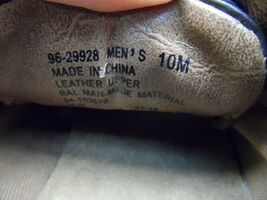 96-29928 MEN'S 10M
MADE IN CHINA
LEATHER UPPER
BAL MAN-MADE MATERIAL